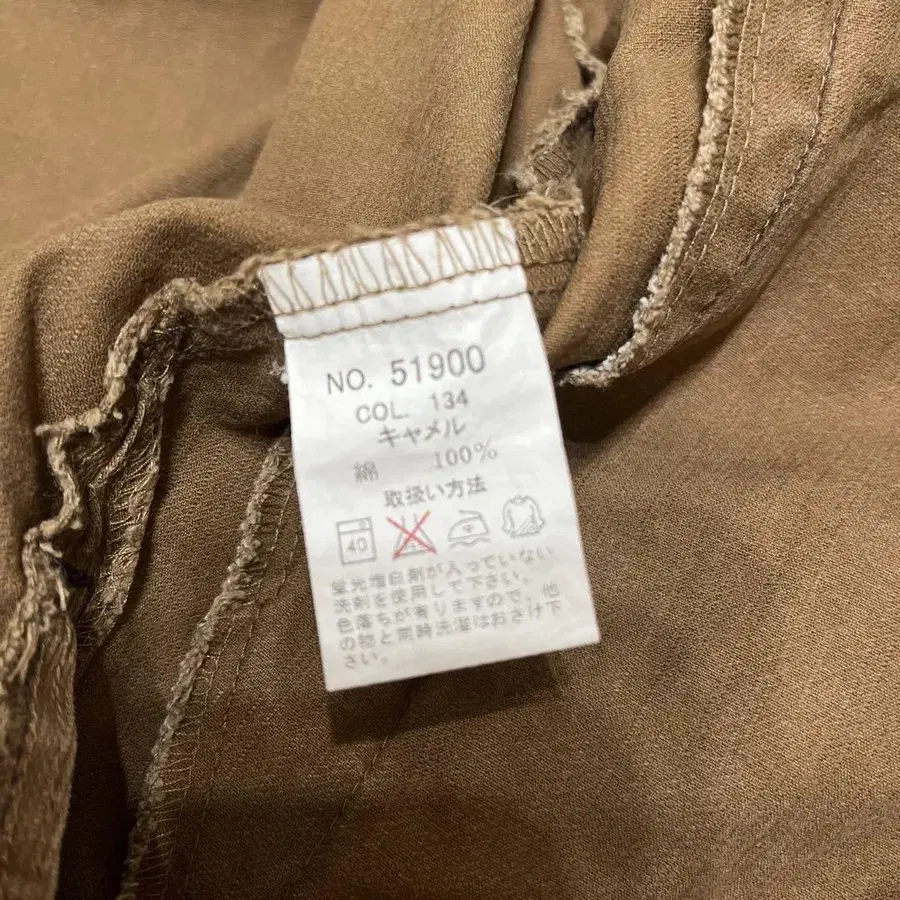 NO. 51900
COL. 134
キャメル
綿 100%
取扱い方法
40
蛍光増白剤が入っていない
洗剤を使用して下さい。
色落ちが有りますので、他
の物と同時洗濯はおさけ下
さい。